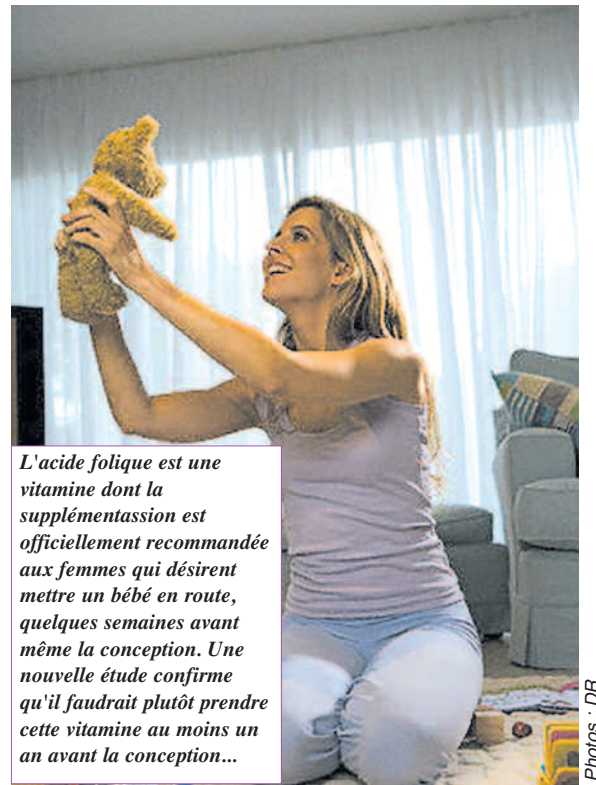 L'acide folique est une
vitamine dont la
supplémentassion est
officiellement recommandée
aux femmes qui désirent
mettre un bébé en route,
quelques semaines avant
même la conception. Une
nouvelle étude confirme
qu'il faudrait plutôt prendre
cette vitamine au moins un
an avant la conception...
Photos : DR